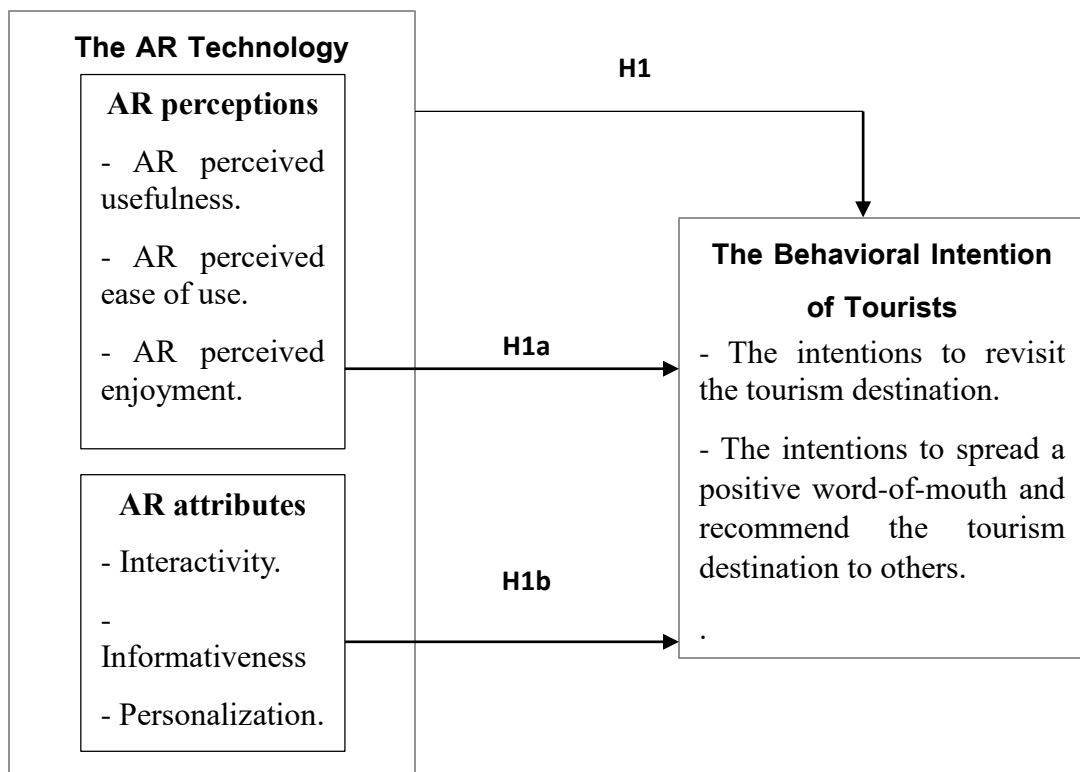 The AR Technology
AR perceptions
- AR perceived
usefulness.
- AR perceived
ease of use.
- AR perceived
enjoyment.
AR attributes
- Interactivity.
-
Informativeness
- Personalization.
H1
H1a
H1b
The Behavioral Intention
of Tourists
- The intentions to revisit
the tourism destination.
- The intentions to spread a
positive word-of-mouth and
recommend the tourism
destination to others.
.